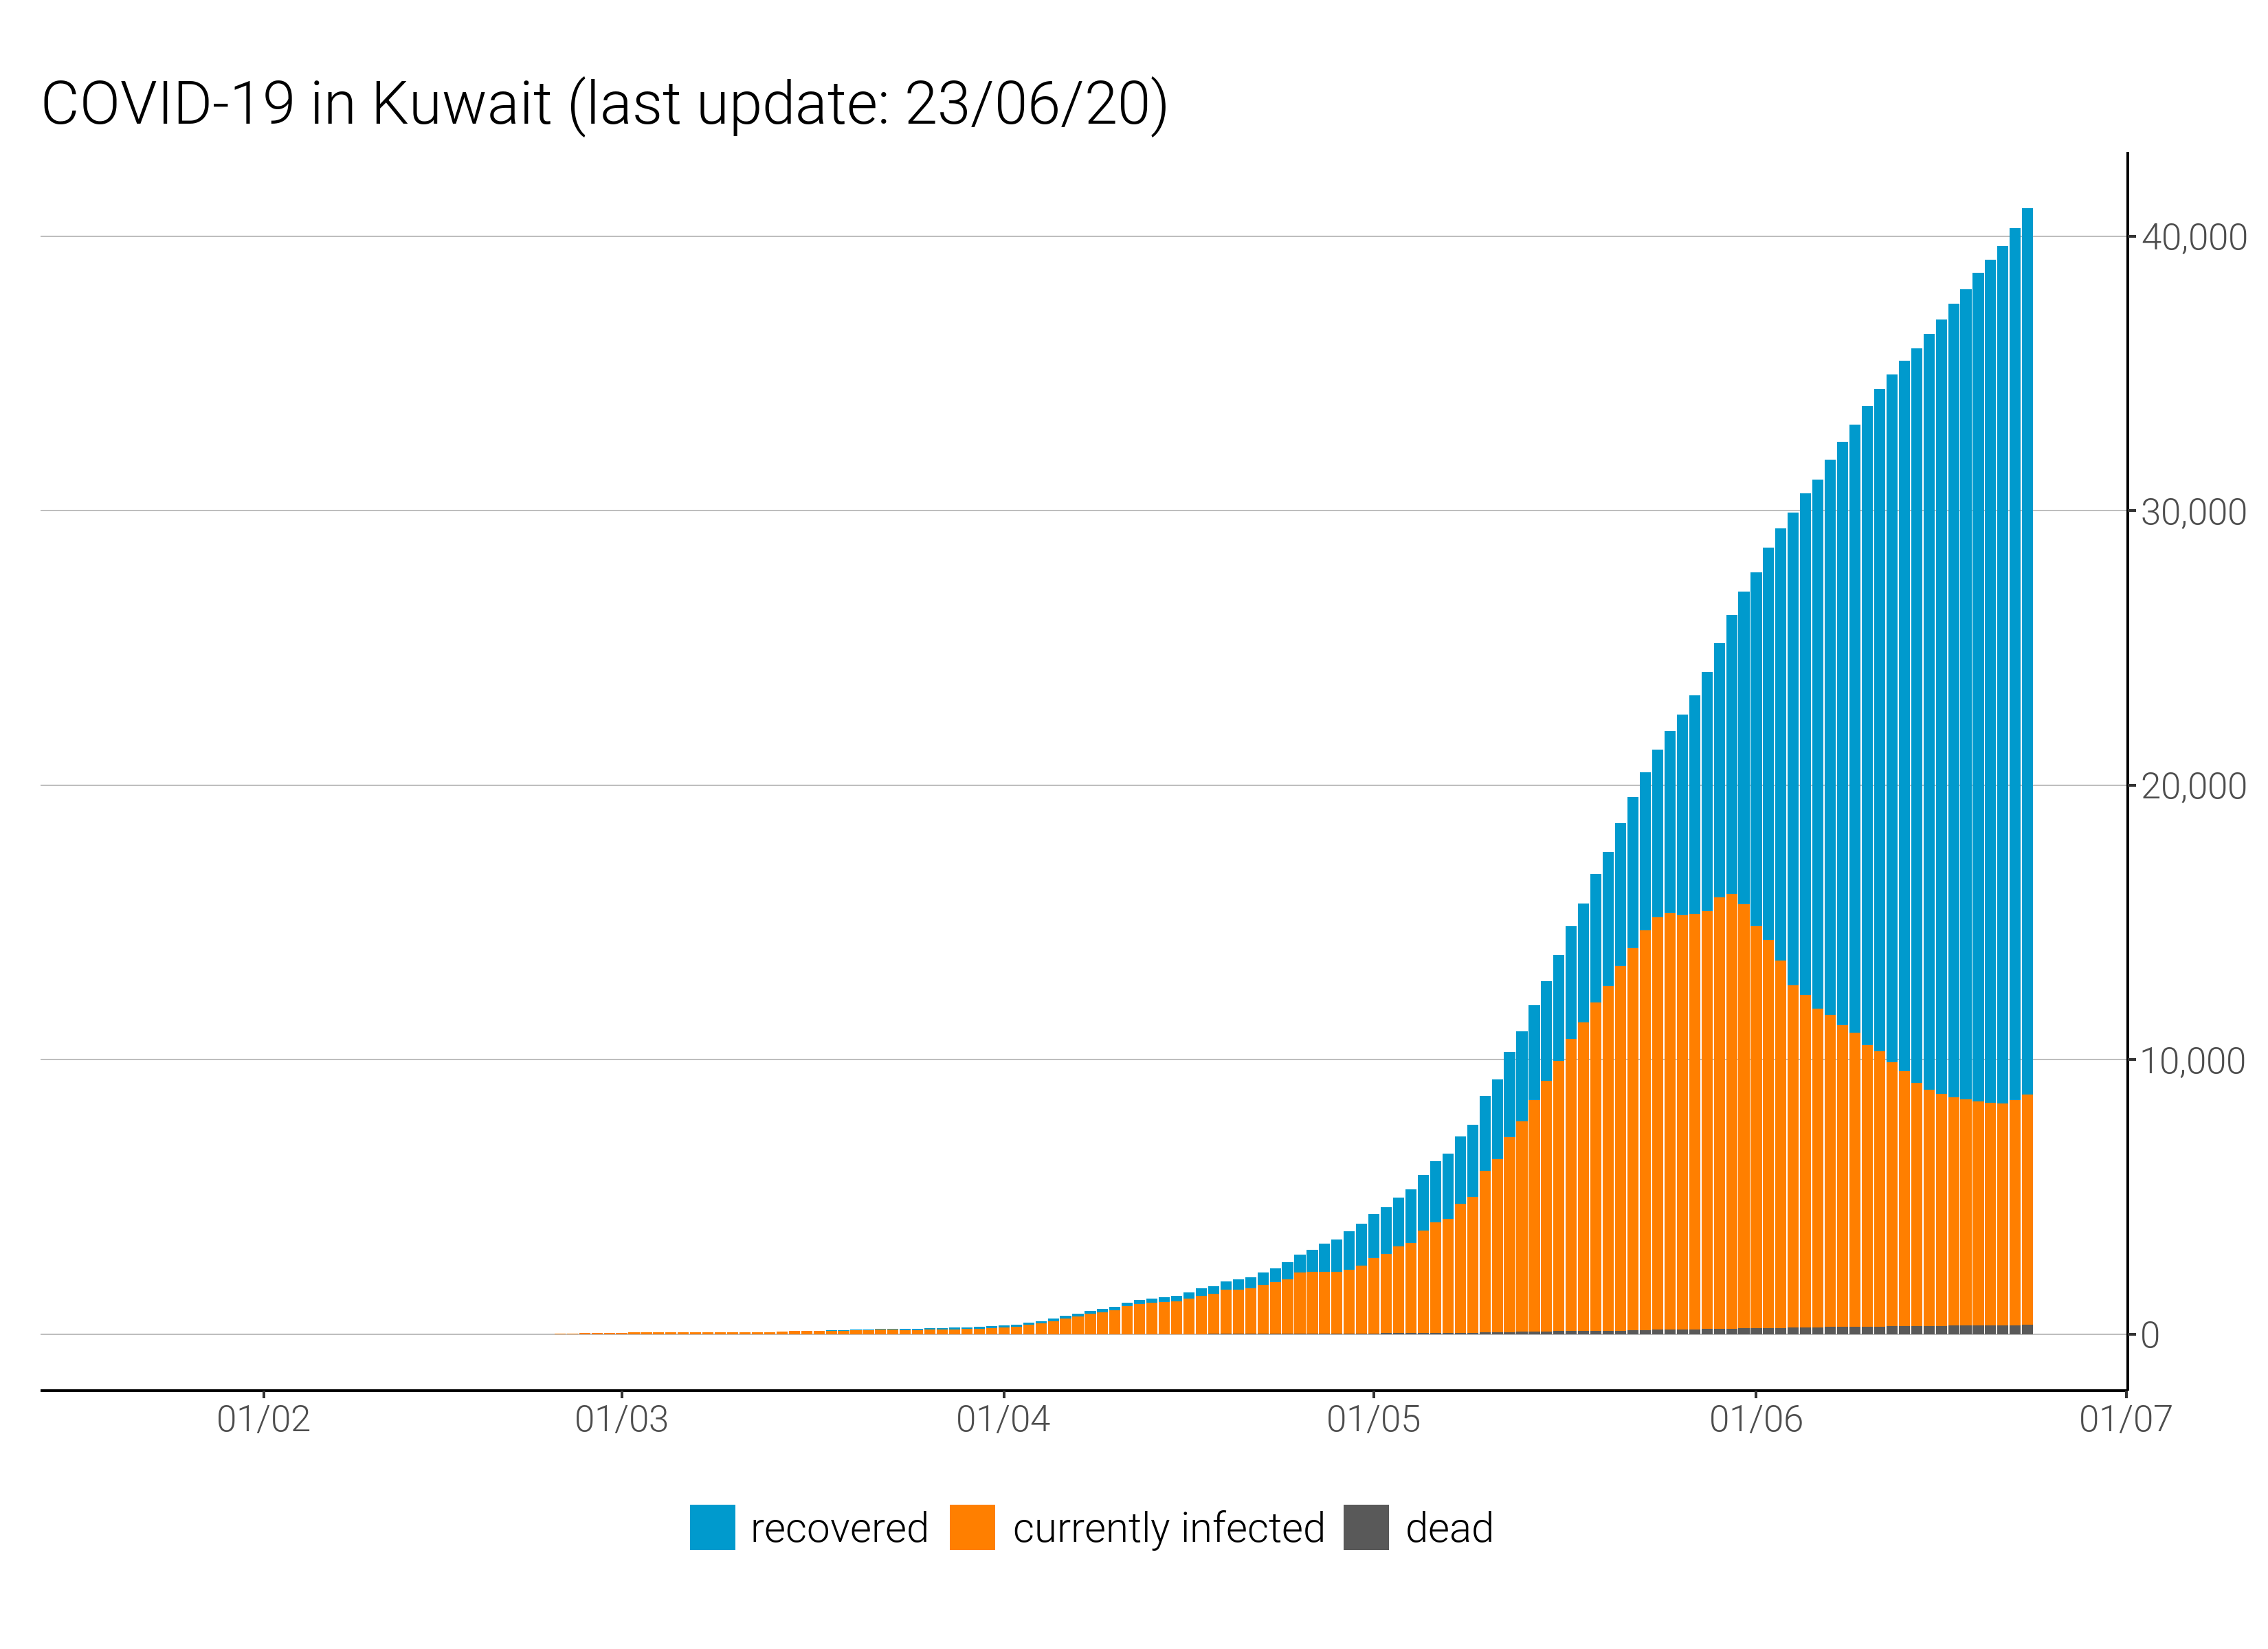 COVID-19 in Kuwait (last update: 23/06/20)
40,000
30,000
20,000
10,000
0
01/02 01/03 01/04 01/05 01/06 01/07
recovered currently infected dead